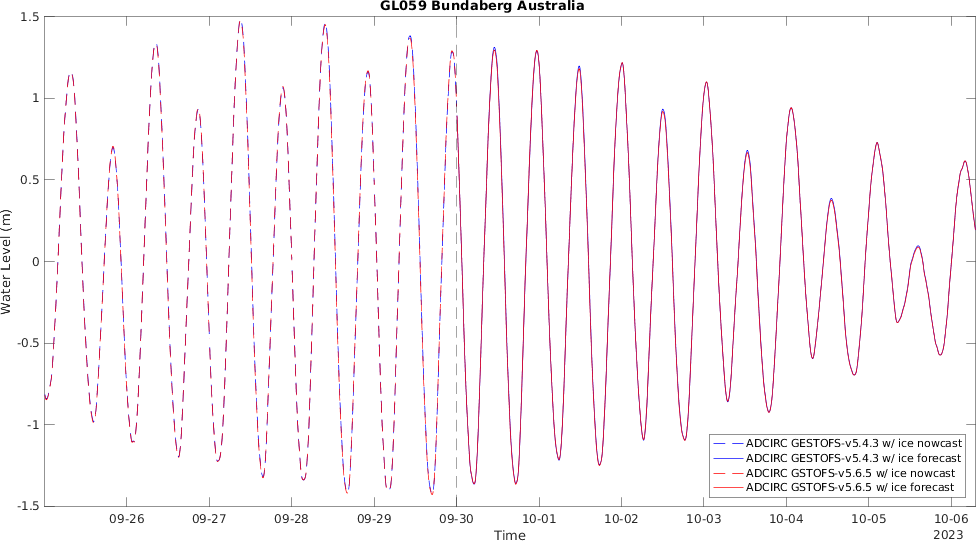 GL059 Bundaberg Australia
1.5
1
0.5
0
-0.5
-1
-1.5
Water Level (m)
09-26 09-27 09-28 09-29 09-30 10-01 10-02 10-03 10-04 10-05 10-06
2023
Time
ADCIRC GESTOFS-v5.4.3 w/ ice nowcast
ADCIRC GESTOFS-v5.4.3 w/ ice forecast
ADCIRC GSTOFS-v5.6.5 w/ ice nowcast
ADCIRC GSTOFS-v5.6.5 w/ ice forecast